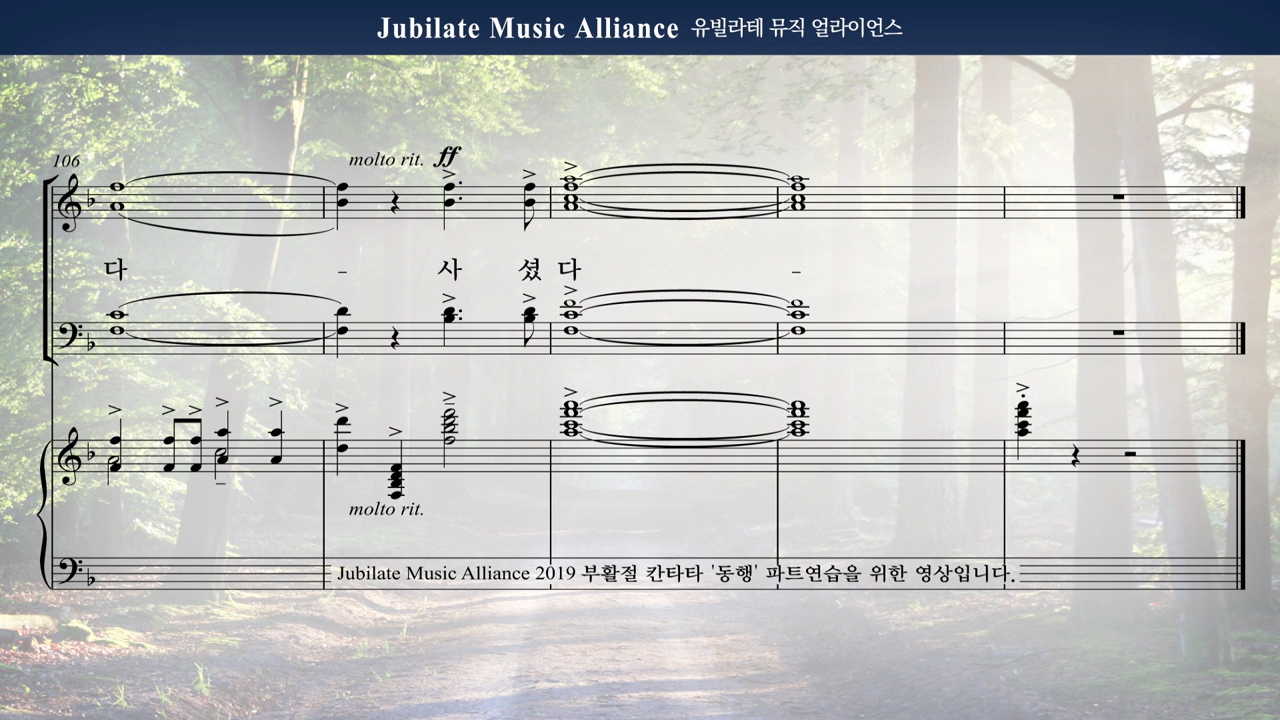 Jubilate Music Alliance 유빌라테 뮤직 얼라이언스
106
molto rit. ff
다 - 사 셨 다 -
molto rit.
Jubilate Music Alliance 2019 부활절 칸타타 '동행' 파트연습을 위한 영상입니다.